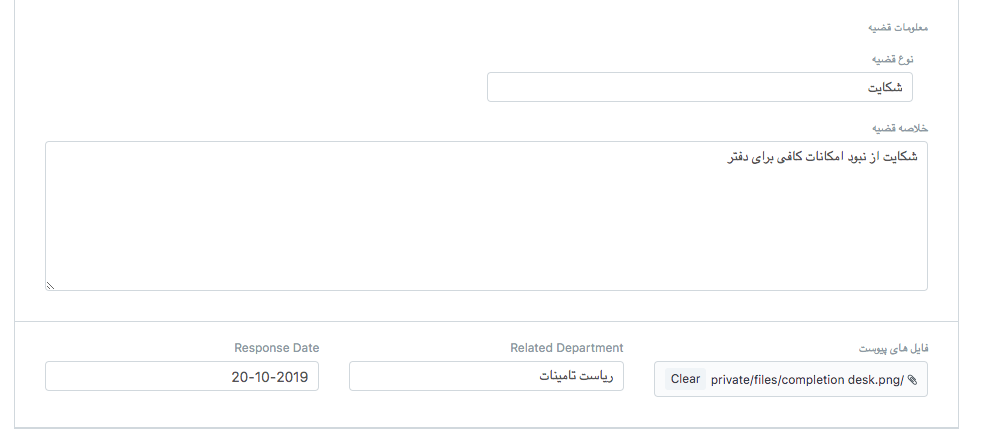 معلومات قضیه
نوع قضیه
شکایت
خلاصه قضیه
شکایت از نبود امکانات کافی برای دفتر
فایل های پیوست
/private/files/completion desk.png Clear
Related Department
ریاست تامینات
Response Date
20-10-2019